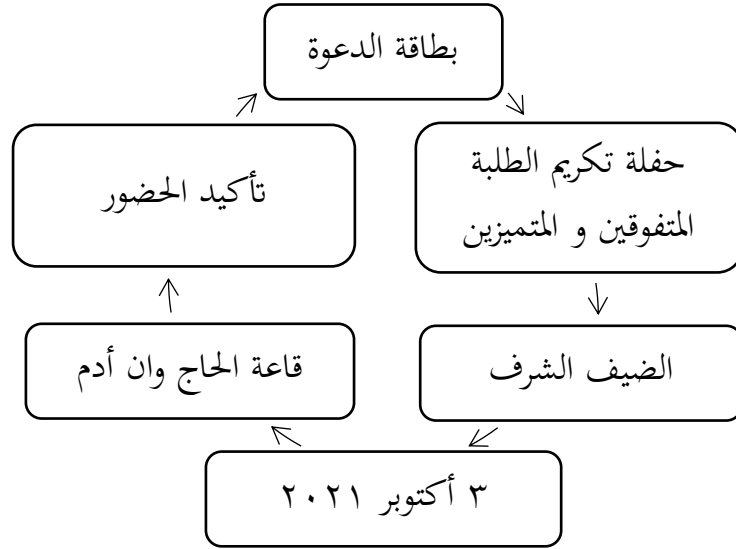 بطاقة الدعوة
حفلة تكريم الطلبة
المتفوقين و المتميزين
الضيف الشرف
٣ أكتوبر ٢٠٢١
قاعة الحاج وان أدم
تأكيد الحضور